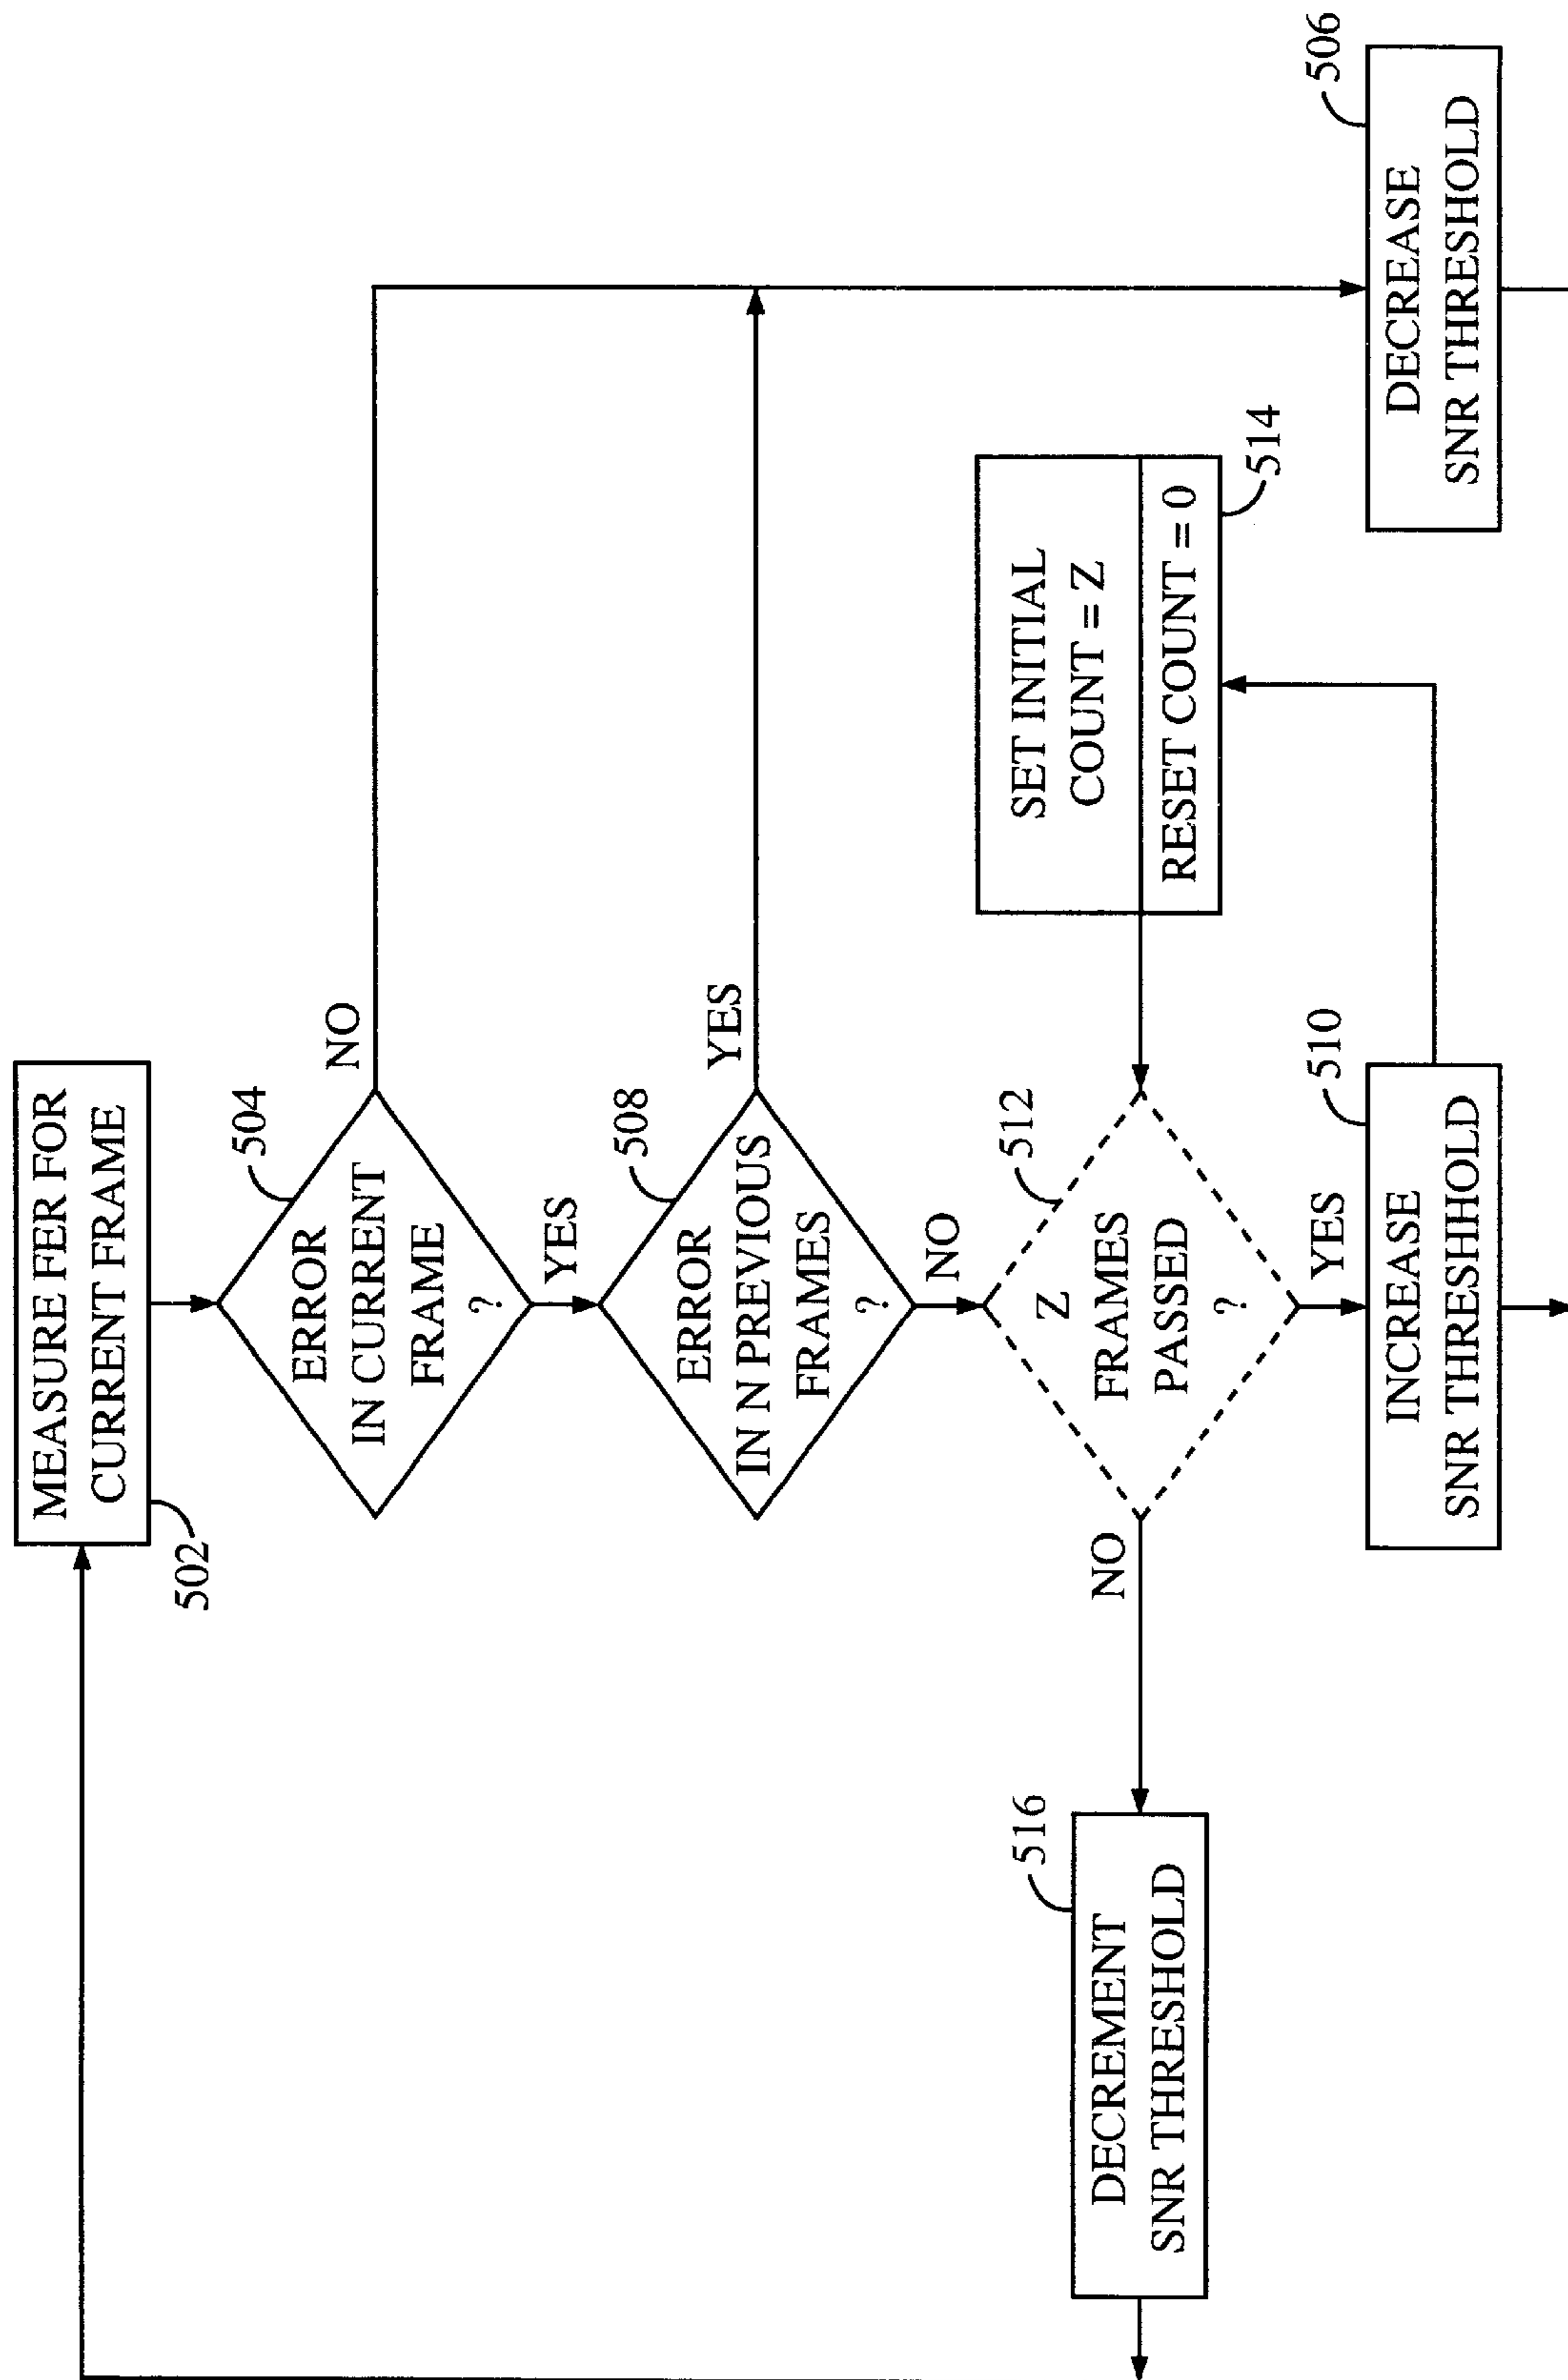 MEASURE FER FOR
CURRENT FRAME
502
504
ERROR
IN CURRENT
FRAME
?
NO
YES
508
ERROR
IN N PREVIOUS
FRAMES
?
YES
NO
512
Z
FRAMES
PASSED
?
NO
YES
SET INITIAL
COUNT = Z
RESET COUNT = 0
514
516
DECREMENT
SNR THRESHOLD
510
INCREASE
SNR THRESHHOLD
506
DECREASE
SNR THRESHOLD